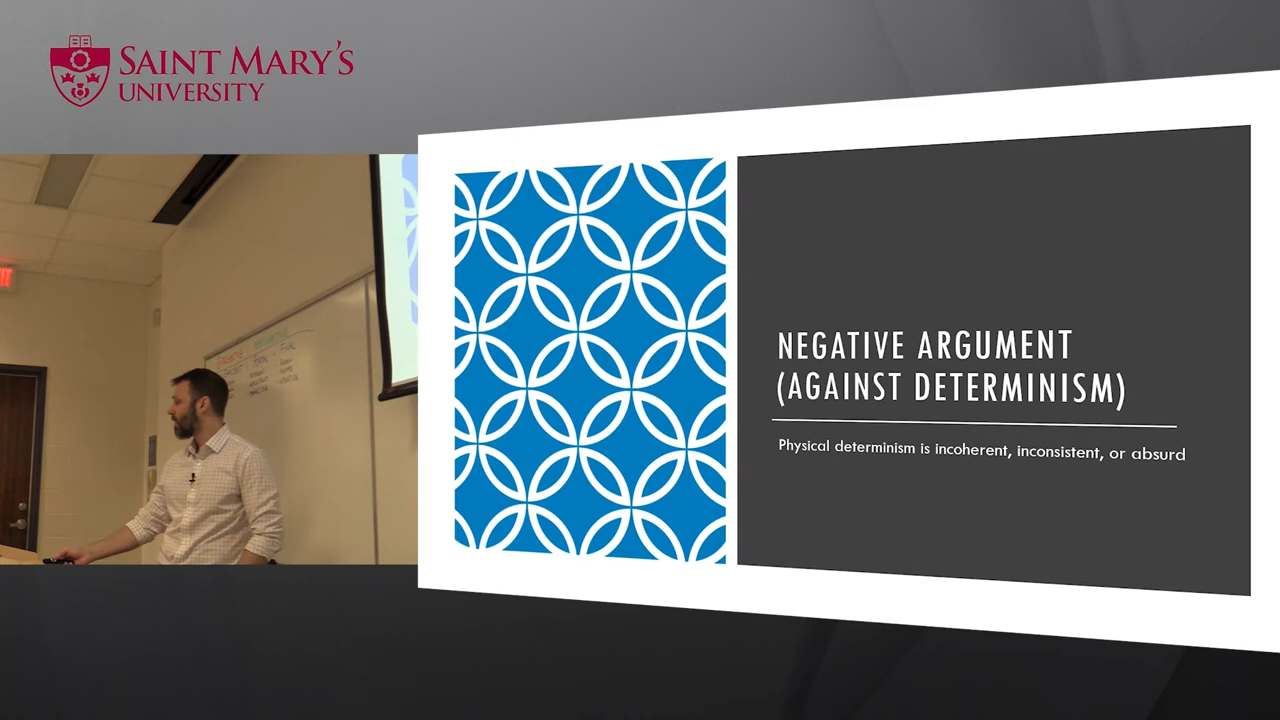 SAINT MARY'S
UNIVERSITY
NEGATIVE ARGUMENT
(AGAINST DETERMINISM)
Physical determinism is incoherent, inconsistent, or absurd